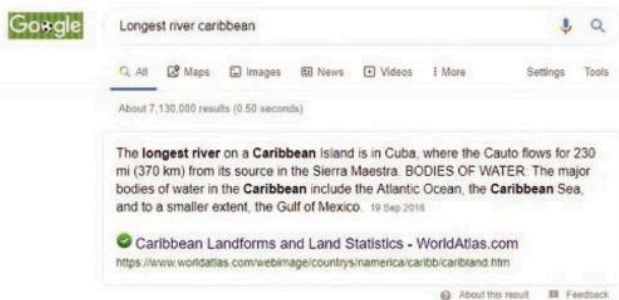 Google
Longest river caribbean
All Maps Images News Videos More Settings Tools
About 7,130,000 results (0.50 seconds)
The longest river on a Caribbean Island is in Cuba, where the Cauto flows for 230
mi (370 km) from its source in the Sierra Maestra. BODIES OF WATER: The major
bodies of water in the Caribbean include the Atlantic Ocean, the Caribbean Sea,
and to a smaller extent, the Gulf of Mexico. 19 Sep 2016
Caribbean Landforms and Land Statistics - WorldAtlas.com
https://www.worldatlas.com/webimage/countrys/namerica/caribb/caribland.htm
About this result Feedback